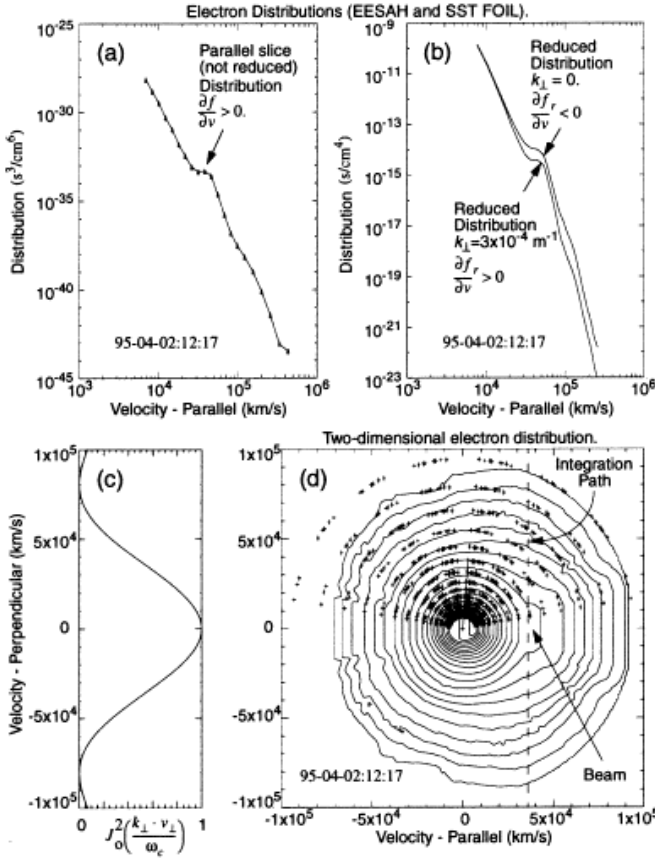 Electron Distributions (EESAH and SST FOIL).
(a)
Parallel slice
(not reduced)
Distribution
∂f/∂v > 0.
Distribution (s³/cm⁶)
10⁻²⁵
10⁻³⁰
10⁻³⁵
10⁻⁴⁰
10⁻⁴⁵
95-04-02:12:17
10³ 10⁴ 10⁵ 10⁶
Velocity - Parallel (km/s)
(b)
Reduced
Distribution
k⊥ = 0.
∂fᵣ/∂v < 0
Reduced
Distribution
k⊥=3x10⁻⁴ m⁻¹
∂fᵣ/∂v > 0
Distribution (s/cm⁴)
10⁻⁹
10⁻¹¹
10⁻¹³
10⁻¹⁵
10⁻¹⁷
10⁻¹⁹
10⁻²¹
10⁻²³
95-04-02:12:17
10³ 10⁴ 10⁵ 10⁶
Velocity - Parallel (km/s)
(c)
Velocity - Perpendicular (km/s)
1x10⁵
5x10⁴
0
-5x10⁴
-1x10⁵
0 1
J₀²(k⊥ · v⊥/ω_c)
Two-dimensional electron distribution.
(d)
Integration
Path
Beam
1x10⁵
5x10⁴
0
-5x10⁴
-1x10⁵
95-04-02:12:17
-1x10⁵ -5x10⁴ 0 5x10⁴ 1x10⁵
Velocity - Parallel (km/s)